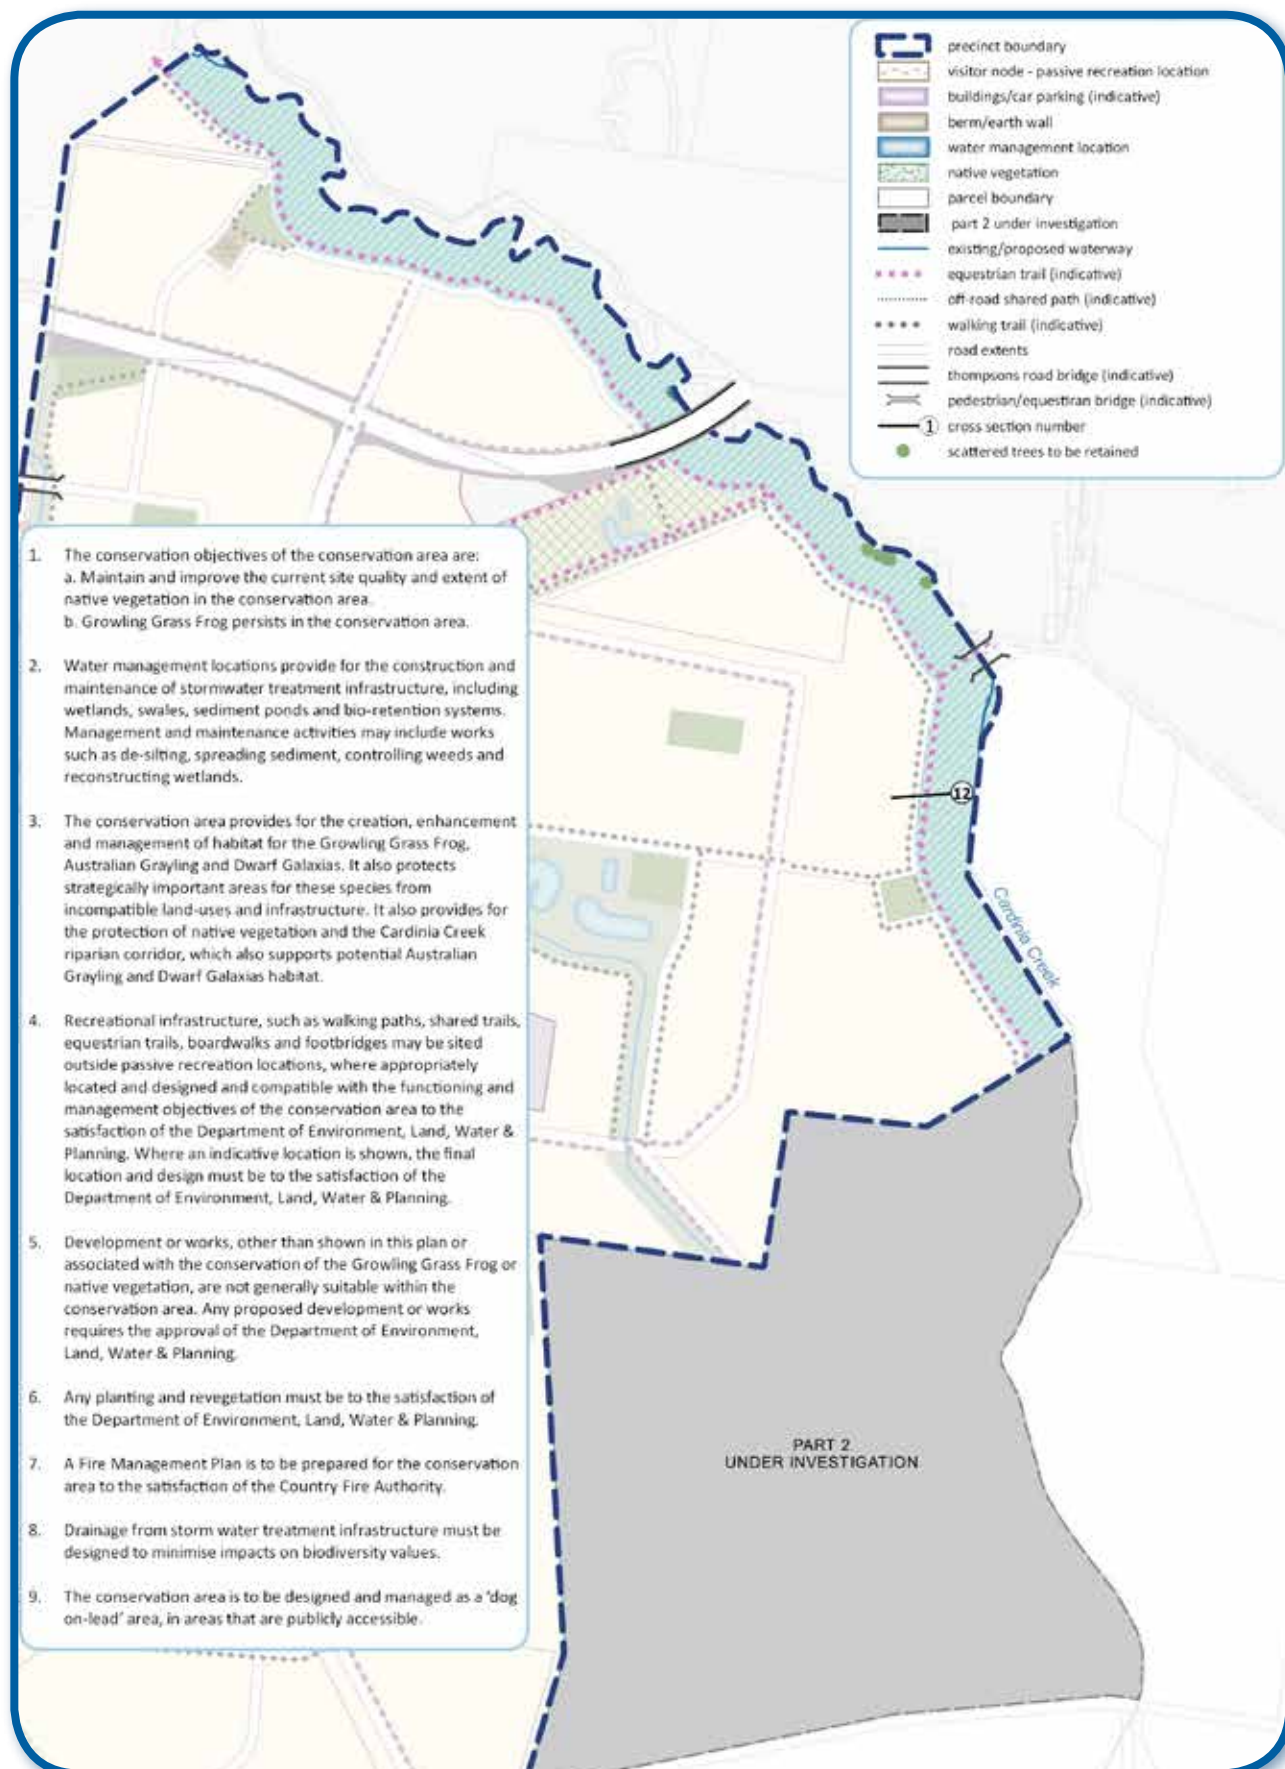 precinct boundary
visitor node - passive recreation location
buildings/car parking (indicative)
berm/earth wall
water management location
native vegetation
parcel boundary
part 2 under investigation
existing/proposed waterway
equestrian trail (indicative)
off-road shared path (indicative)
walking trail (indicative)
road extents
thompsons road bridge (indicative)
pedestrian/equestiran bridge (indicative)
1 cross section number
scattered trees to be retained
1. The conservation objectives of the conservation area are:
a. Maintain and improve the current site quality and extent of
native vegetation in the conservation area.
b. Growling Grass Frog persists in the conservation area.
2. Water management locations provide for the construction and
maintenance of stormwater treatment infrastructure, including
wetlands, swales, sediment ponds and bio-retention systems.
Management and maintenance activities may include works
such as de-silting, spreading sediment, controlling weeds and
reconstructing wetlands.
3. The conservation area provides for the creation, enhancement
and management of habitat for the Growling Grass Frog,
Australian Grayling and Dwarf Galaxias. It also protects
strategically important areas for these species from
incompatible land-uses and infrastructure. It also provides for
the protection of native vegetation and the Cardinia Creek
riparian corridor, which also supports potential Australian
Grayling and Dwarf Galaxias habitat.
4. Recreational infrastructure, such as walking paths, shared trails,
equestrian trails, boardwalks and footbridges may be sited
outside passive recreation locations, where appropriately
located and designed and compatible with the functioning and
management objectives of the conservation area to the
satisfaction of the Department of Environment, Land, Water &
Planning. Where an indicative location is shown, the final
location and design must be to the satisfaction of the
Department of Environment, Land, Water & Planning.
5. Development or works, other than shown in this plan or
associated with the conservation of the Growling Grass Frog or
native vegetation, are not generally suitable within the
conservation area. Any proposed development or works
requires the approval of the Department of Environment,
Land, Water & Planning.
6. Any planting and revegetation must be to the satisfaction of
the Department of Environment, Land, Water & Planning.
7. A Fire Management Plan is to be prepared for the conservation
area to the satisfaction of the Country Fire Authority.
8. Drainage from storm water treatment infrastructure must be
designed to minimise impacts on biodiversity values.
9. The conservation area is to be designed and managed as a 'dog
on-lead' area, in areas that are publicly accessible.
12
Cardinia Creek
PART 2
UNDER INVESTIGATION